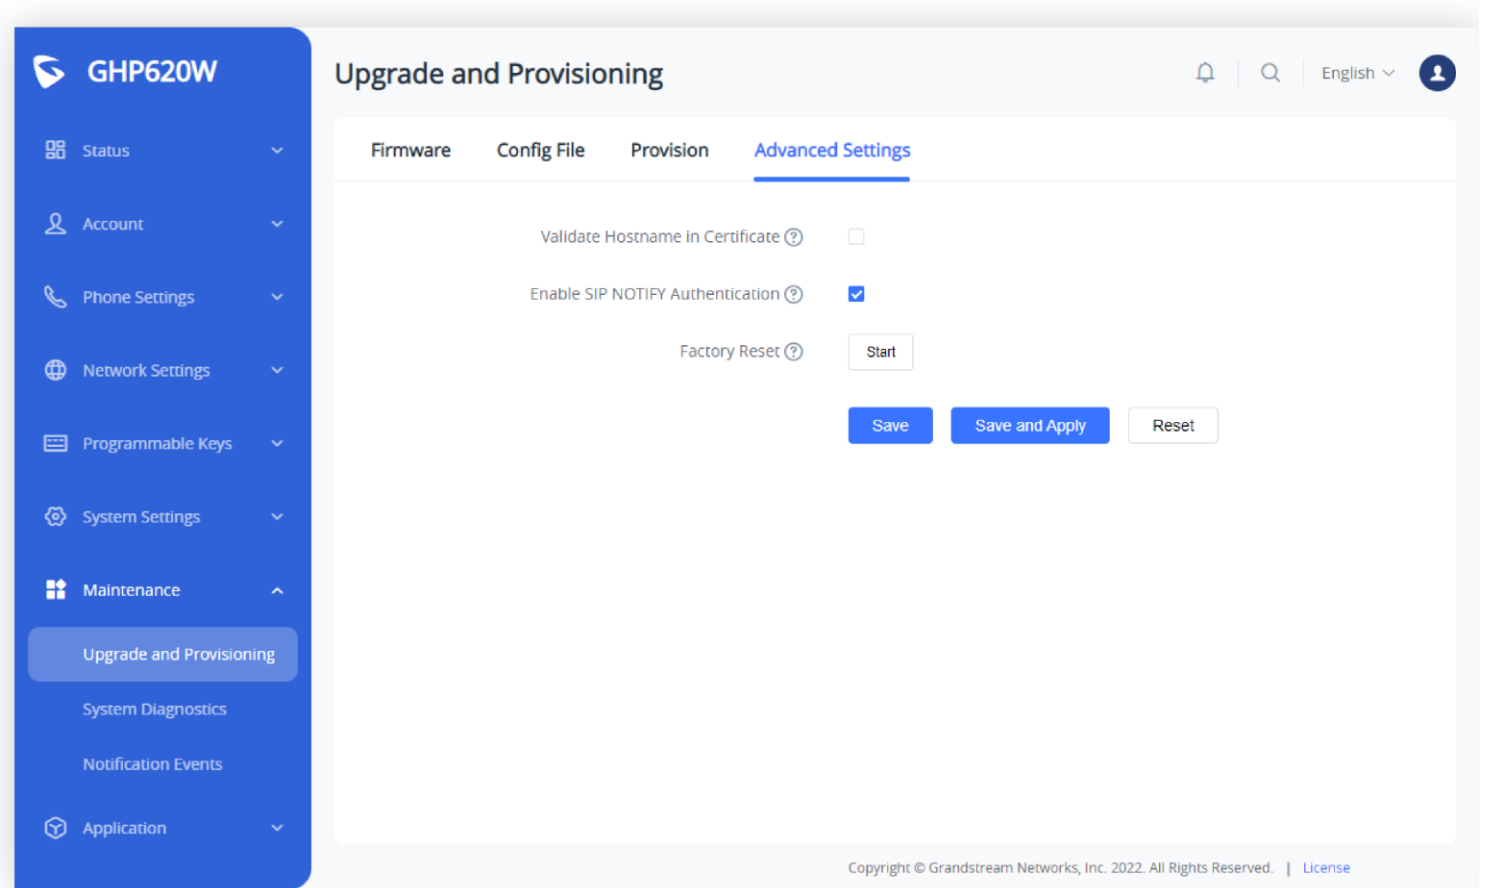 GHP620W
Status
Account
Phone Settings
Network Settings
Programmable Keys
System Settings
Maintenance
Upgrade and Provisioning
System Diagnostics
Notification Events
Application
Upgrade and Provisioning
English
Firmware Config File Provision Advanced Settings
Validate Hostname in Certificate ?
Enable SIP NOTIFY Authentication ?
Factory Reset ? Start
Save Save and Apply Reset
Copyright © Grandstream Networks, Inc. 2022. All Rights Reserved. | License